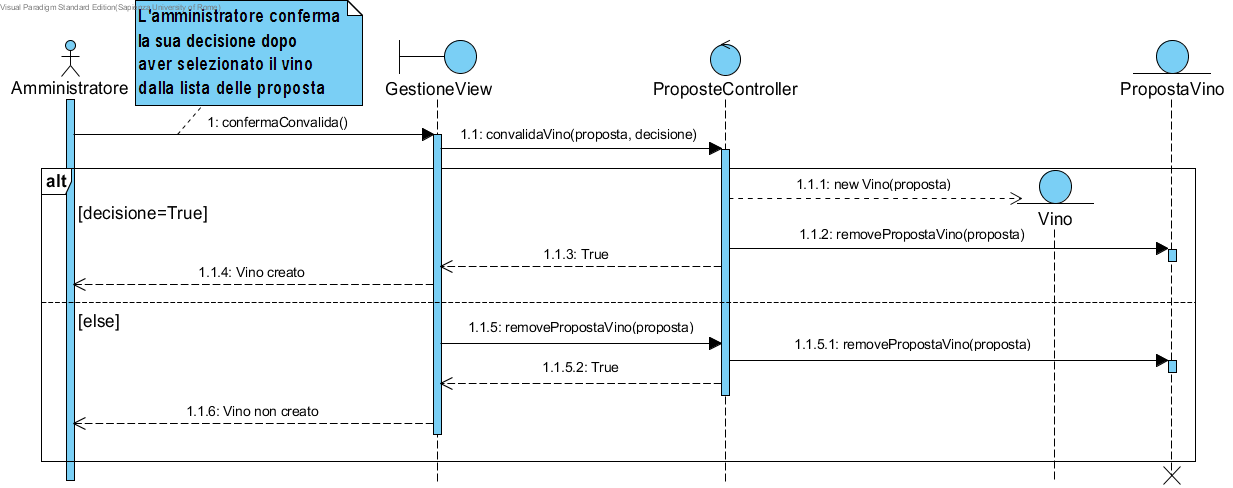 Visual Paradigm Standard Edition(Sapienza University of Rome)
L'amministratore conferma
la sua decisione dopo
aver selezionato il vino
dalla lista delle proposta
Amministratore
GestioneView
ProposteController
PropostaVino
1: confermaConvalida()
1.1: convalidaVino(proposta, decisione)
alt
[decisione=True]
1.1.1: new Vino(proposta)
Vino
1.1.2: removePropostaVino(proposta)
1.1.3: True
1.1.4: Vino creato
[else]
1.1.5: removePropostaVino(proposta)
1.1.5.1: removePropostaVino(proposta)
1.1.5.2: True
1.1.6: Vino non creato